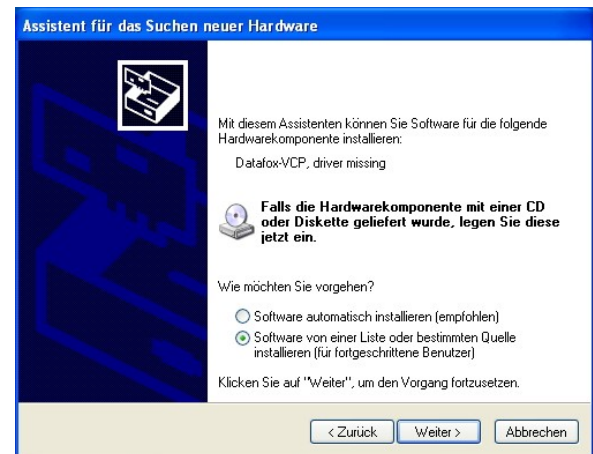 Assistent für das Suchen neuer Hardware
Mit diesem Assistenten können Sie Software für die folgende
Hardwarekomponente installieren:
Datafox-VCP, driver missing
Falls die Hardwarekomponente mit einer CD
oder Diskette geliefert wurde, legen Sie diese
jetzt ein.
Wie möchten Sie vorgehen?
Software automatisch installieren (empfohlen)
Software von einer Liste oder bestimmten Quelle
installieren (für fortgeschrittene Benutzer)
Klicken Sie auf "Weiter", um den Vorgang fortzusetzen.
< Zurück Weiter > Abbrechen